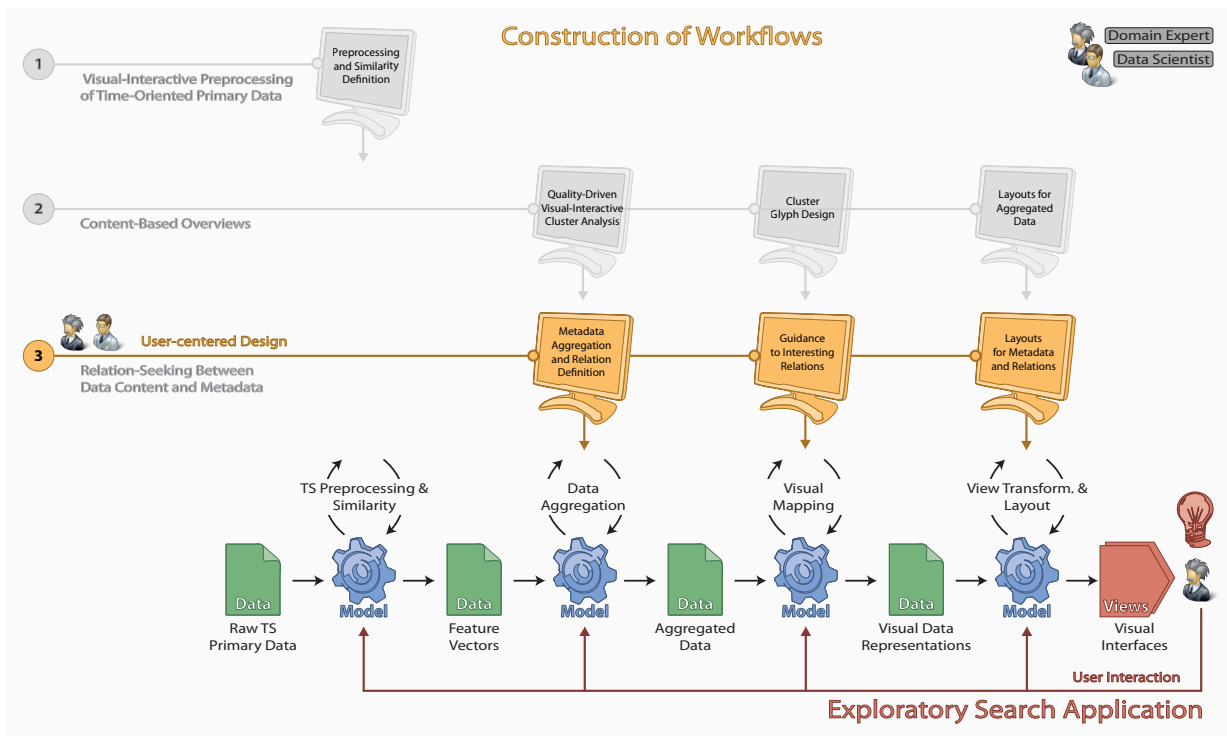 Construction of Workflows
Domain Expert
Data Scientist
1
Visual-Interactive Preprocessing
of Time-Oriented Primary Data
Preprocessing
and Similarity
Definition
2
Content-Based Overviews
Quality-Driven
Visual-Interactive
Cluster Analysis
Cluster
Glyph Design
Layouts for
Aggregated
Data
3
User-centered Design
Relation-Seeking Between
Data Content and Metadata
Metadata
Aggregation
and Relation
Definition
Guidance
to Interesting
Relations
Layouts
for Metadata
and Relations
TS Preprocessing &
Similarity
Data
Aggregation
Visual
Mapping
View Transform. &
Layout
Data
Raw TS
Primary Data
Model
Data
Feature
Vectors
Model
Data
Aggregated
Data
Model
Data
Visual Data
Representations
Model
Views
Visual
Interfaces
User Interaction
Exploratory Search Application